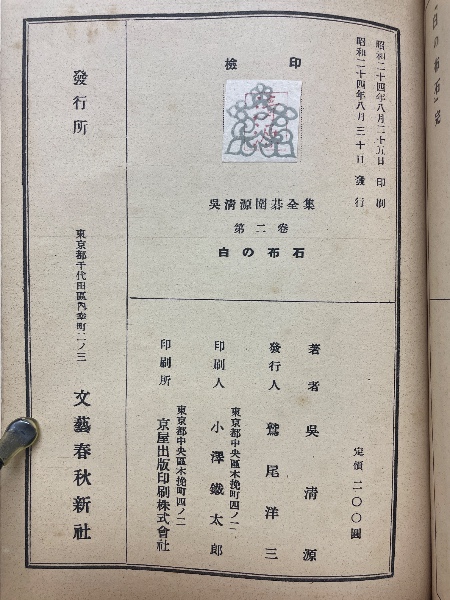 昭和二十四年八月二十五日 印刷
昭和二十四年八月三十日 發行
檢印
吳清源圍碁全集
第二卷
白の布石
定價 二〇〇圓
著者 吳清源
發行人 鷲尾洋三
東京都中央區木挽町四ノ二
印刷人 小澤鐵太郎
東京都中央區木挽町四ノ二
印刷所 京屋出版印刷株式會社
東京都千代田區內幸町二ノ三
發行所 文藝春秋新社